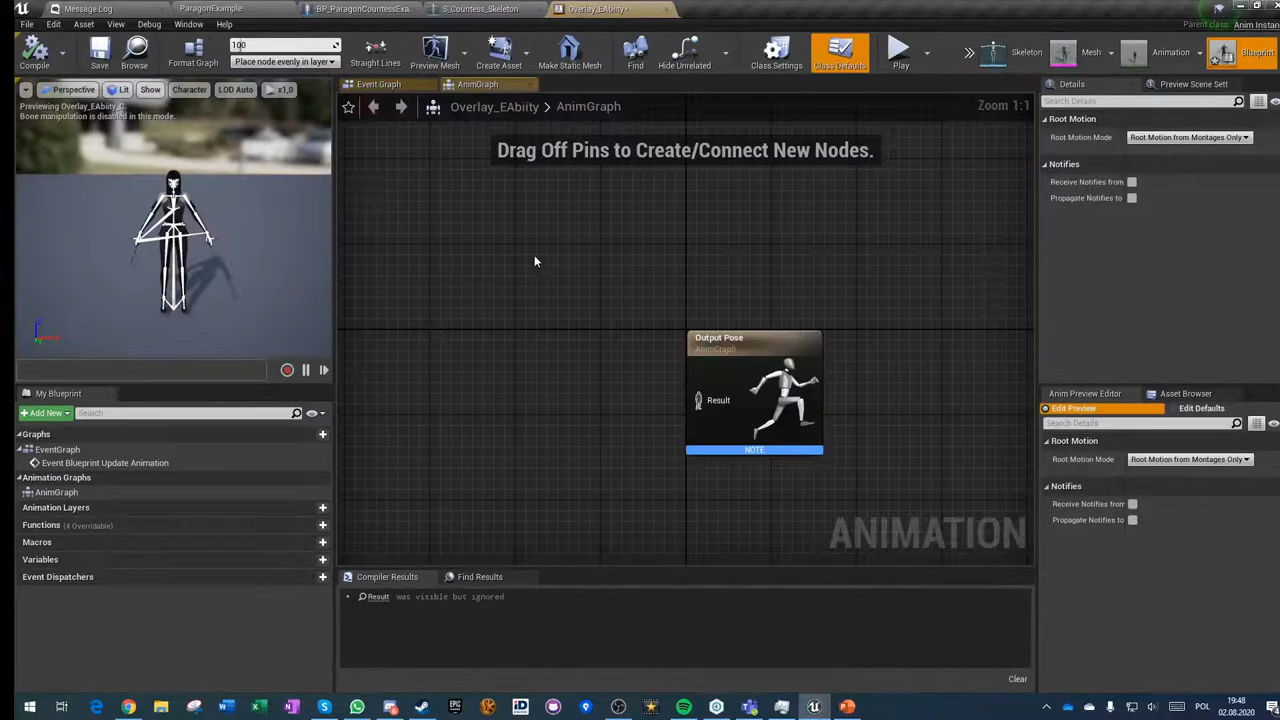 Message Log
ParagonExample
BP_ParagonCountessExa
S_Countess_Skeleton
Overlay_EAbiity*
Parent class:
File Edit Asset View Debug Window Help
Anim Instanc
100
Place node evenly in layer
Compile
Save
Browse
Format Graph
Straight Lines
Preview Mesh
Create Asset
Make Static Mesh
Find
Hide Unrelated
Class Settings
Class Defaults
Play
Skeleton
Mesh
Animation
Blueprint
Perspective
Lit
Show
Character
LOD Auto
x1,0
Previewing Overlay_EAbiity_C.
Bone manipulation is disabled in this mode.
Event Graph
AnimGraph
Overlay_EAbiity > AnimGraph
Zoom 1:1
Drag Off Pins to Create/Connect New Nodes.
Output Pose
AnimGraph
Result
NOTE
ANIMATION
My Blueprint
+Add New
Search
Graphs
EventGraph
Event Blueprint Update Animation
Animation Graphs
AnimGraph
Animation Layers
Functions (4 Overridable)
Macros
Variables
Event Dispatchers
Compiler Results
Find Results
Result was visible but ignored
Clear
Details
Preview Scene Sett
Search Details
Root Motion
Root Motion Mode
Root Motion from Montages Only
Notifies
Receive Notifies from
Propagate Notifies to
Anim Preview Editor
Asset Browser
Edit Preview
Edit Defaults
Search Details
Root Motion
Root Motion Mode
Root Motion from Montages Only
Notifies
Receive Notifies from
Propagate Notifies to
19:48
02.08.2020